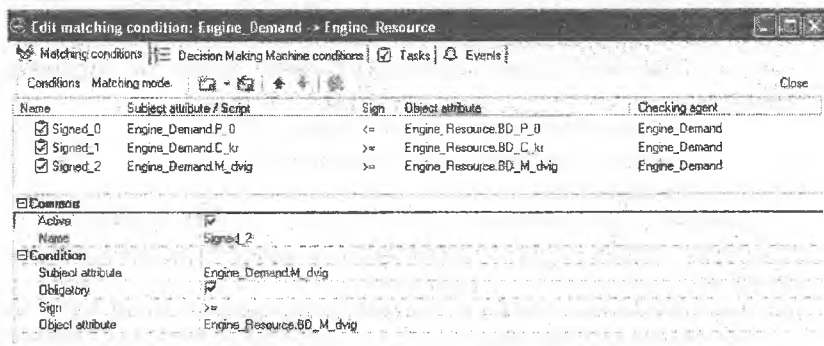 Edit matching condition: Engine_Demand -> Engine_Resource
Matching conditions Decision Making Machine conditions Tasks Events
Conditions Matching mode Close
Name Subject attribute / Script Sign Object attribute Checking agent
Signed_0 Engine_Demand.P_0 <= Engine_Resource.BD_P_0 Engine_Demand
Signed_1 Engine_Demand.C_kr >= Engine_Resource.BD_C_kr Engine_Demand
Signed_2 Engine_Demand.M_dvig >= Engine_Resource.BD_M_dvig Engine_Demand
Common
Active
Name Signed_2
Condition
Subject attribute Engine_Demand.M_dvig
Obligatory
Sign >=
Object attribute Engine_Resource.BD_M_dvig